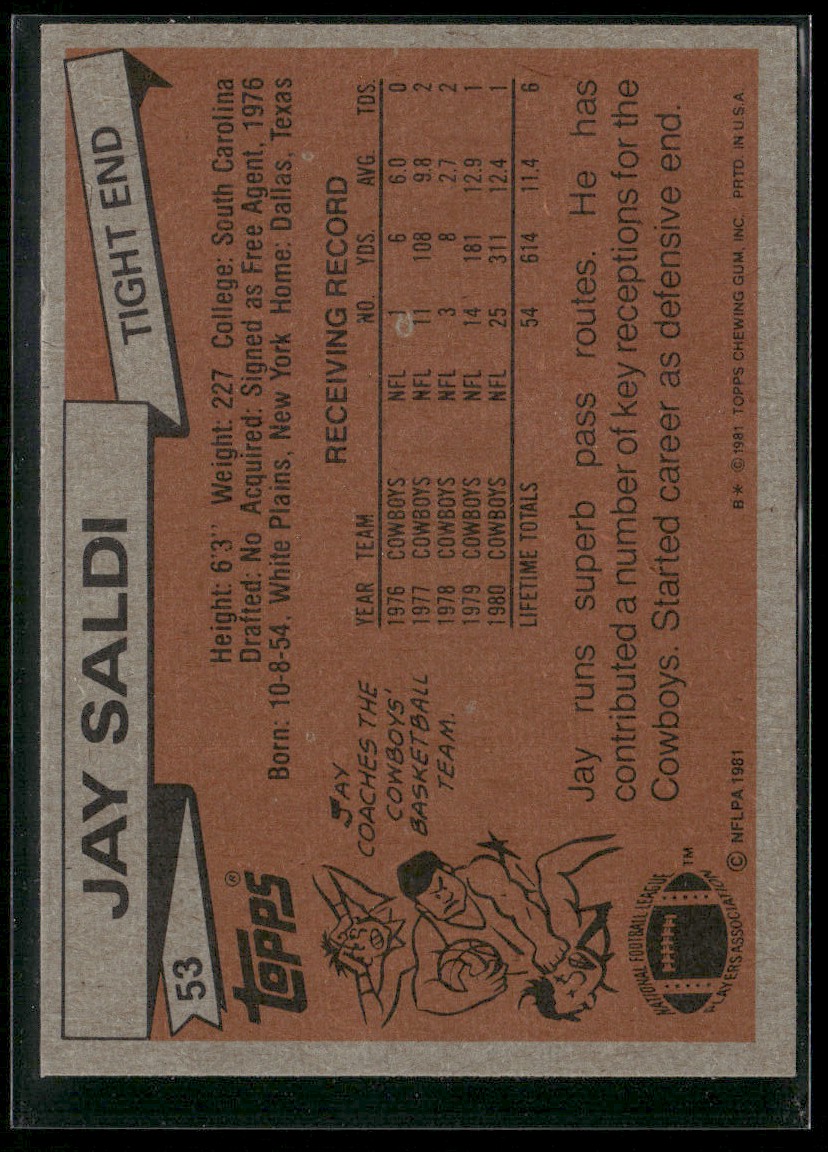 JAY SALDI
TIGHT END
53
TOPPS®
Height: 6'3" Weight: 227 College: South Carolina
Drafted: No Acquired: Signed as Free Agent, 1976
Born: 10-8-54, White Plains, New York Home: Dallas, Texas
JAY
COACHES THE
COWBOYS'
BASKETBALL
TEAM.
RECEIVING RECORD
YEAR TEAM NO. YDS. AVG. TDS.
1976 COWBOYS NFL 1 6 6.0 0
1977 COWBOYS NFL 11 108 9.8 2
1978 COWBOYS NFL 3 8 2.7 2
1979 COWBOYS NFL 14 181 12.9 1
1980 COWBOYS NFL 25 311 12.4 1
LIFETIME TOTALS 54 614 11.4 6
Jay runs superb pass routes. He has
contributed a number of key receptions for the
Cowboys. Started career as defensive end.
NATIONAL FOOTBALL LEAGUE
PLAYERS ASSOCIATION
™
© NFLPA 1981
B* © 1981 TOPPS CHEWING GUM, INC. PRTD. IN U.S.A.